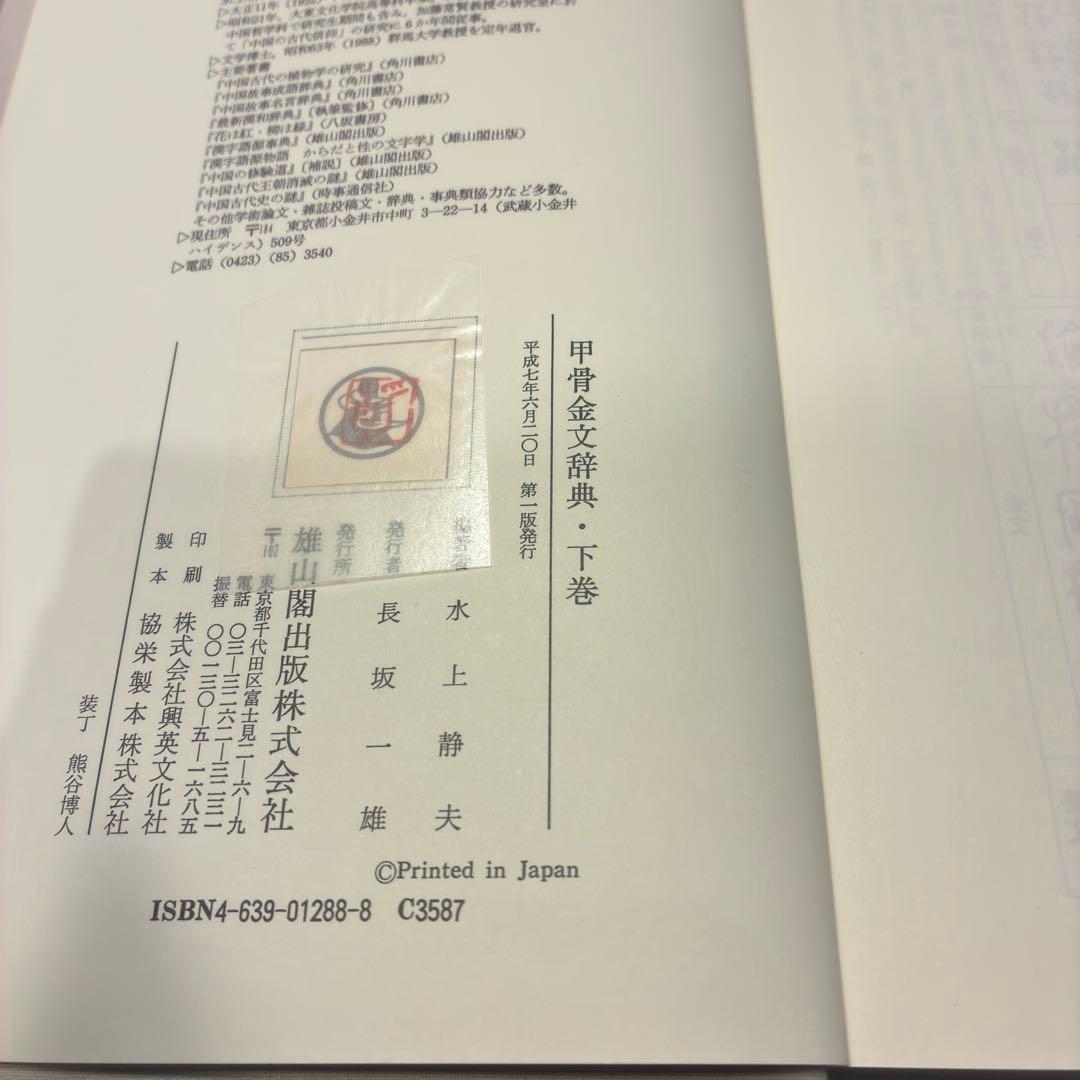 中国哲学科で研究生期間も含み、加藤常賢教授の研究室に於
て「中国の古代信仰」の研究に6か年間従事。
▷文学博士。昭和63年(1988)群馬大学教授を定年退官。
▷主要著書
『中国古代の植物学の研究』(角川書店)
『中国故事成語辞典』(角川書店)
『中国故事名言辞典』(角川書店)
『最新漢和辞典』〔執筆監修〕(角川書店)
『花は紅・柳は緑』(八坂書房)
『漢字語源事典』(雄山閣出版)
『漢字語源物語 からだと性の文字学』(雄山閣出版)
『中国の修験道』〔補説〕(雄山閣出版)
『中国古代王朝消滅の謎』(雄山閣出版)
『中国古代史の謎』(時事通信社)
その他学術論文・雑誌投稿文・辞典・事典類協力など多数。
▷現住所 〒184 東京都小金井市中町 3―22―14(武蔵小金井
ハイデンス)509号
▷電話(0423)(85)3540
甲骨金文辞典・下巻
平成七年六月二〇日 第一版発行
編著者 水上静夫
発行者 長坂一雄
発行所 雄山閣出版株式会社
〒102 東京都千代田区富士見二―六―九
電話 〇三―三二六二―三二三一
振替 〇〇一三〇―五―一六八五
印刷 株式会社興英文化社
製本 協栄製本株式会社
装丁 熊谷博人
©Printed in Japan
ISBN4-639-01288-8 C3587